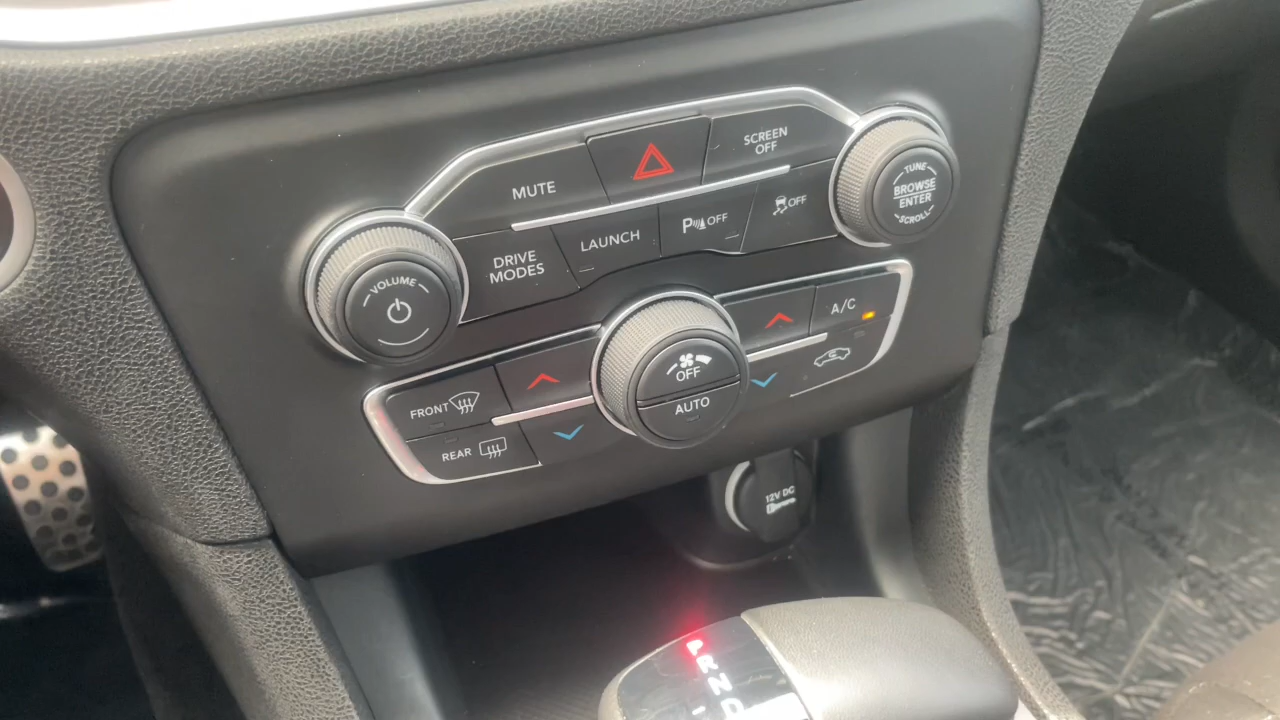 MUTE
SCREEN
OFF
TUNE
BROWSE
ENTER
SCROLL
DRIVE
MODES
LAUNCH
P OFF
OFF
VOLUME
A/C
OFF
AUTO
FRONT
REAR
12V DC
P
R
N
D